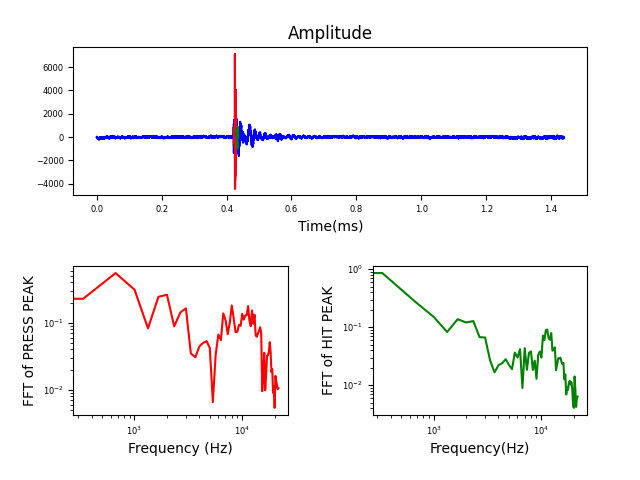 Amplitude
6000
4000
2000
0
−2000
−4000
0.0 0.2 0.4 0.6 0.8 1.0 1.2 1.4
Time(ms)
FFT of PRESS PEAK
10⁻¹
10⁻²
10³ 10⁴
Frequency (Hz)
FFT of HIT PEAK
10⁰
10⁻¹
10⁻²
10³ 10⁴
Frequency(Hz)